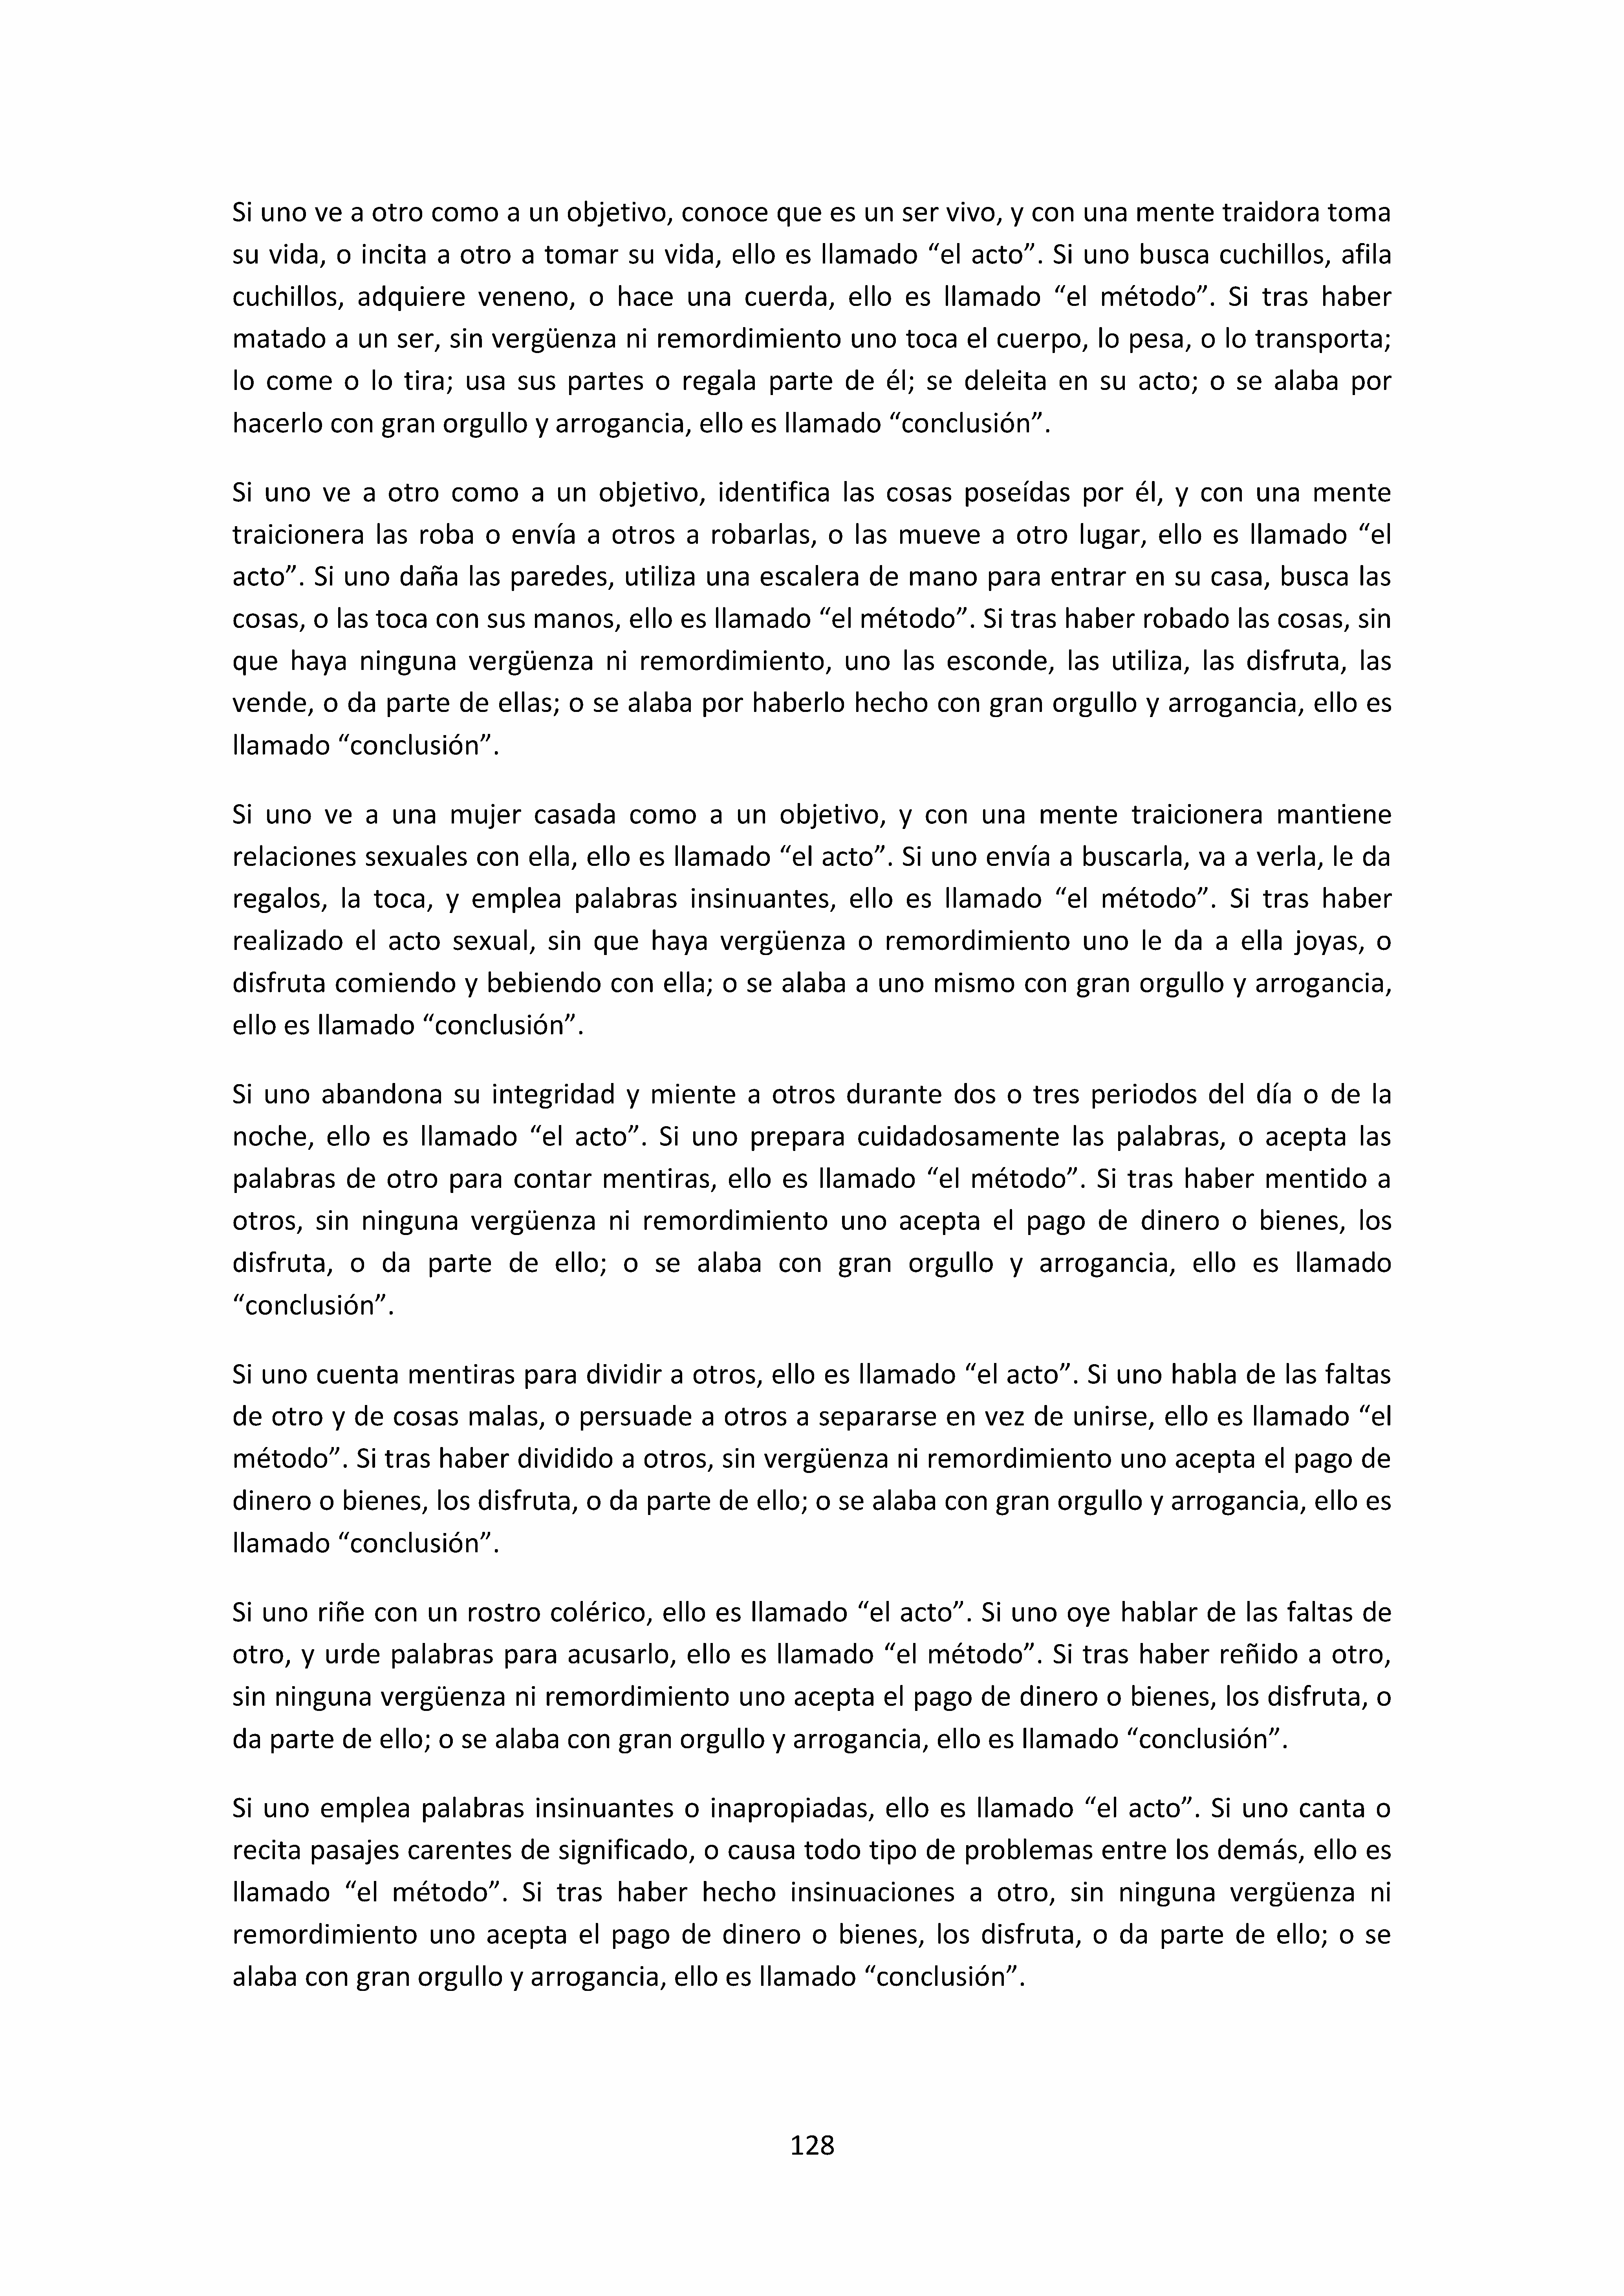 Si uno ve a otro como a un objetivo, conoce que es un ser vivo, y con una mente traidora toma
su vida, o incita a otro a tomar su vida, ello es llamado “el acto”. Si uno busca cuchillos, afila
cuchillos, adquiere veneno, o hace una cuerda, ello es llamado “el método”. Si tras haber
matado a un ser, sin vergüenza ni remordimiento uno toca el cuerpo, lo pesa, o lo transporta;
lo come o lo tira; usa sus partes o regala parte de él; se deleita en su acto; o se alaba por
hacerlo con gran orgullo y arrogancia, ello es llamado “conclusión”.
Si uno ve a otro como a un objetivo, identifica las cosas poseídas por él, y con una mente
traicionera las roba o envía a otros a robarlas, o las mueve a otro lugar, ello es llamado “el
acto”. Si uno daña las paredes, utiliza una escalera de mano para entrar en su casa, busca las
cosas, o las toca con sus manos, ello es llamado “el método”. Si tras haber robado las cosas, sin
que haya ninguna vergüenza ni remordimiento, uno las esconde, las utiliza, las disfruta, las
vende, o da parte de ellas; o se alaba por haberlo hecho con gran orgullo y arrogancia, ello es
llamado “conclusión”.
Si uno ve a una mujer casada como a un objetivo, y con una mente traicionera mantiene
relaciones sexuales con ella, ello es llamado “el acto”. Si uno envía a buscarla, va a verla, le da
regalos, la toca, y emplea palabras insinuantes, ello es llamado “el método”. Si tras haber
realizado el acto sexual, sin que haya vergüenza o remordimiento uno le da a ella joyas, o
disfruta comiendo y bebiendo con ella; o se alaba a uno mismo con gran orgullo y arrogancia,
ello es llamado “conclusión”.
Si uno abandona su integridad y miente a otros durante dos o tres periodos del día o de la
noche, ello es llamado “el acto”. Si uno prepara cuidadosamente las palabras, o acepta las
palabras de otro para contar mentiras, ello es llamado “el método”. Si tras haber mentido a
otros, sin ninguna vergüenza ni remordimiento uno acepta el pago de dinero o bienes, los
disfruta, o da parte de ello; o se alaba con gran orgullo y arrogancia, ello es llamado
“conclusión”.
Si uno cuenta mentiras para dividir a otros, ello es llamado “el acto”. Si uno habla de las faltas
de otro y de cosas malas, o persuade a otros a separarse en vez de unirse, ello es llamado “el
método”. Si tras haber dividido a otros, sin vergüenza ni remordimiento uno acepta el pago de
dinero o bienes, los disfruta, o da parte de ello; o se alaba con gran orgullo y arrogancia, ello es
llamado “conclusión”.
Si uno riñe con un rostro colérico, ello es llamado “el acto”. Si uno oye hablar de las faltas de
otro, y urde palabras para acusarlo, ello es llamado “el método”. Si tras haber reñido a otro,
sin ninguna vergüenza ni remordimiento uno acepta el pago de dinero o bienes, los disfruta, o
da parte de ello; o se alaba con gran orgullo y arrogancia, ello es llamado “conclusión”.
Si uno emplea palabras insinuantes o inapropiadas, ello es llamado “el acto”. Si uno canta o
recita pasajes carentes de significado, o causa todo tipo de problemas entre los demás, ello es
llamado “el método”. Si tras haber hecho insinuaciones a otro, sin ninguna vergüenza ni
remordimiento uno acepta el pago de dinero o bienes, los disfruta, o da parte de ello; o se
alaba con gran orgullo y arrogancia, ello es llamado “conclusión”.
128